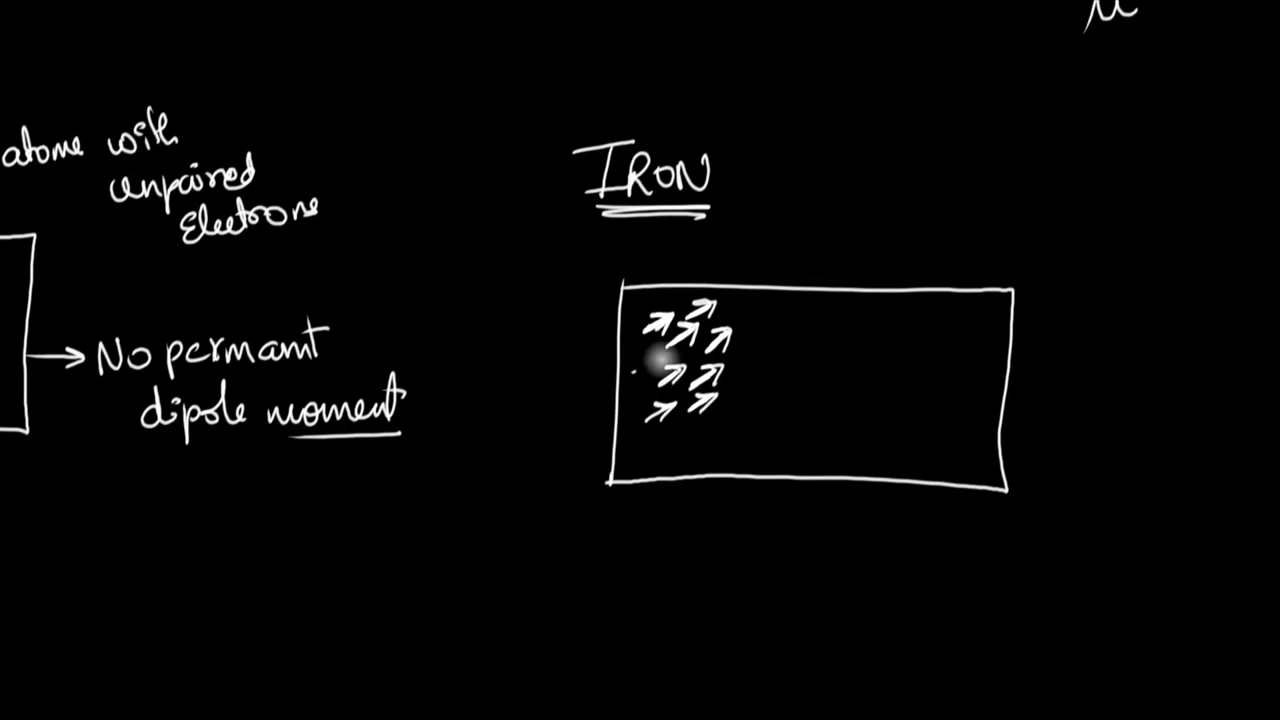 atoms with
unpaired
Electrons
No permant
dipole moment
IRON